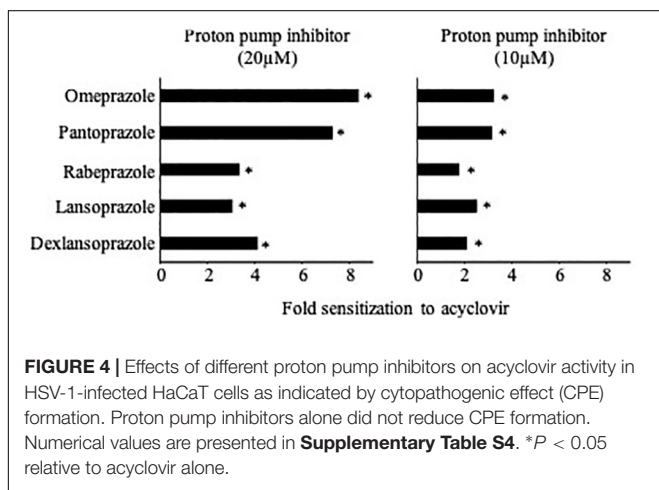 Proton pump inhibitor
(20μM)
Proton pump inhibitor
(10μM)
Omeprazole
Pantoprazole
Rabeprazole
Lansoprazole
Dexlansoprazole
*
*
*
*
*
*
*
*
*
*
0 2 4 6 8
0 2 4 6 8
Fold sensitization to acyclovir
FIGURE 4 | Effects of different proton pump inhibitors on acyclovir activity in
HSV-1-infected HaCaT cells as indicated by cytopathogenic effect (CPE)
formation. Proton pump inhibitors alone did not reduce CPE formation.
Numerical values are presented in Supplementary Table S4. *P < 0.05
relative to acyclovir alone.